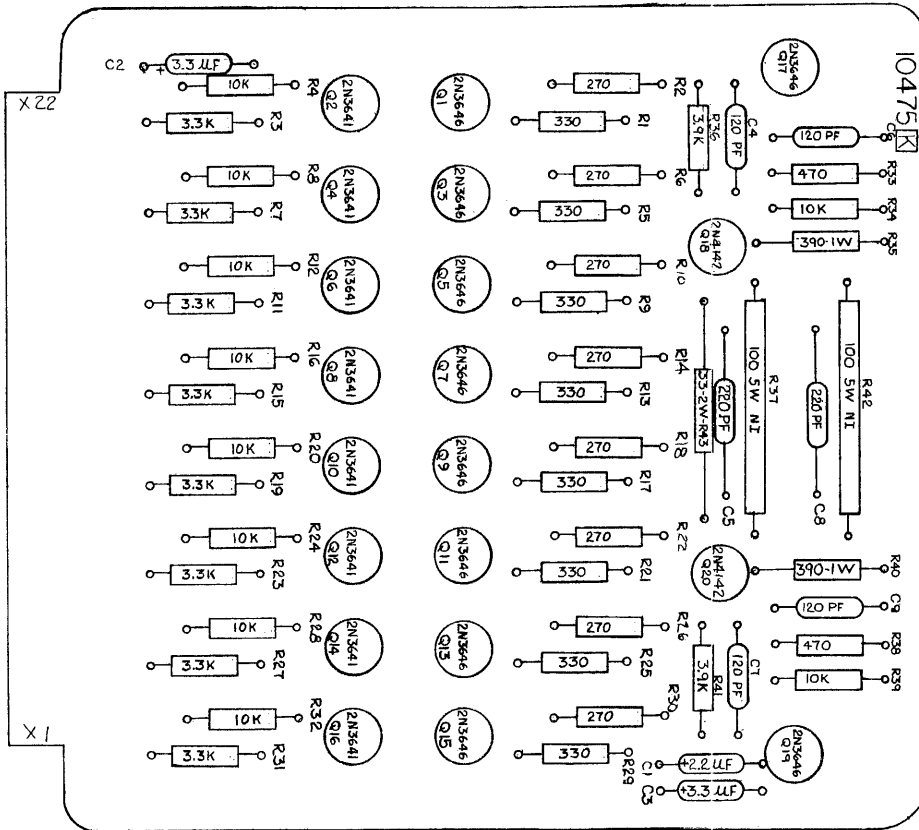 10475 K
C2 + 3.3 UF
10K R4 2N3641 Q2 2N3646 Q1 270 R2
3.3K R3 330 R1
X22
R36 3.9K
C4 120 PF
2N3646 Q17
120 PF C6
470 R33
10K R34
390-1W R35
10K R8 2N3641 Q4 2N3646 Q3 270 R6
3.3K R7 330 R5
2N4142 Q18
10K R12 2N3641 Q6 2N3646 Q5 270 R10
3.3K R11 330 R9
10K R16 2N3641 Q8 2N3646 Q7 270 R14
3.3K R15 330 R13
33-2W-R43
220 PF C5
100 5W NI R37
220 PF C8
100 5W NI R42
10K R20 2N3641 Q10 2N3646 Q9 270 R18
3.3K R19 330 R17
10K R24 2N3641 Q12 2N3646 Q11 270 R22
3.3K R23 330 R21
2N4142 Q20
390-1W R40
120 PF C9
470 R38
10K R39
10K R28 2N3641 Q14 2N3646 Q13 270 R26
3.3K R27 330 R25
R41 3.9K
C7 120 PF
10K R32 2N3641 Q16 2N3646 Q15 270 R30
3.3K R31 330 R29
X1
2N3646 Q19
C1 +2.2 UF
C3 +3.3 UF